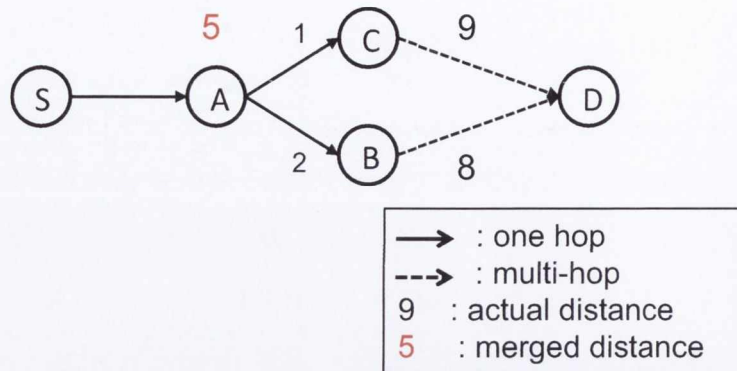 5
1
C
9
S
A
D
2
B
8
: one hop
: multi-hop
9 : actual distance
5 : merged distance